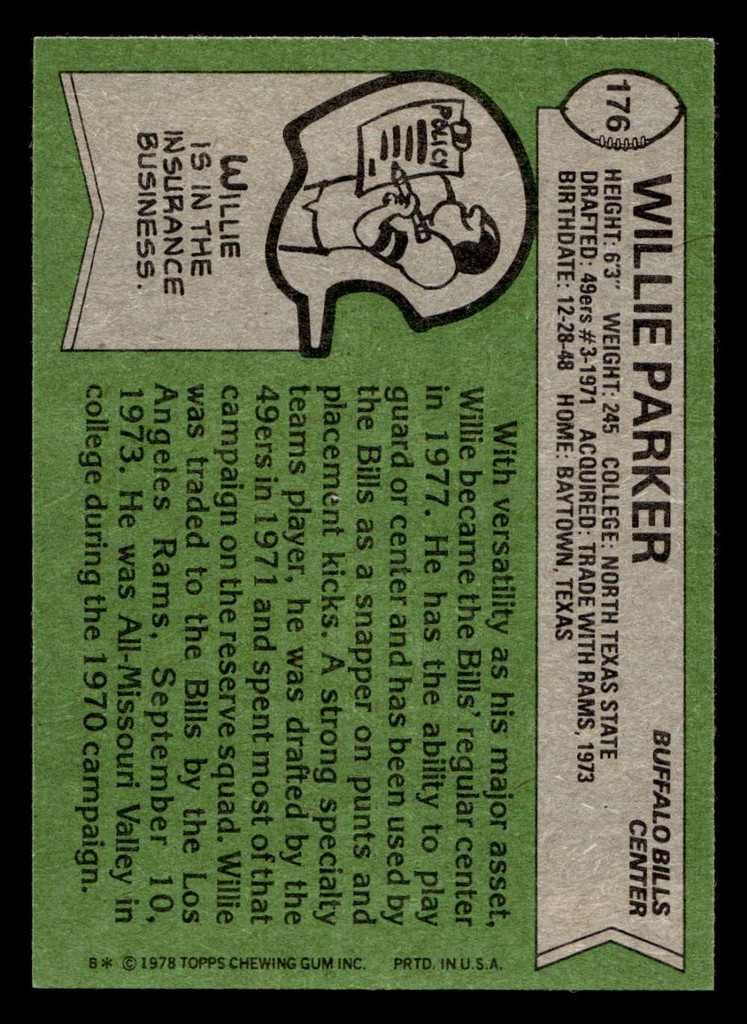 176
WILLIE PARKER
BUFFALO BILLS
CENTER
HEIGHT: 6'3" WEIGHT: 245 COLLEGE: NORTH TEXAS STATE
DRAFTED: 49ers #3-1971 ACQUIRED: TRADE WITH RAMS, 1973
BIRTHDATE: 12-28-48 HOME: BAYTOWN, TEXAS
POLICY
WILLIE
IS IN THE
INSURANCE
BUSINESS.
With versatility as his major asset,
Willie became the Bills' regular center
in 1977. He has the ability to play
guard or center and has been used by
the Bills as a snapper on punts and
placement kicks. A strong specialty
teams player, he was drafted by the
49ers in 1971 and spent most of that
campaign on the reserve squad. Willie
was traded to the Bills by the Los
Angeles Rams, September 10,
1973. He was All-Missouri Valley in
college during the 1970 campaign.
B* © 1978 TOPPS CHEWING GUM INC. PRTD. IN U.S.A.